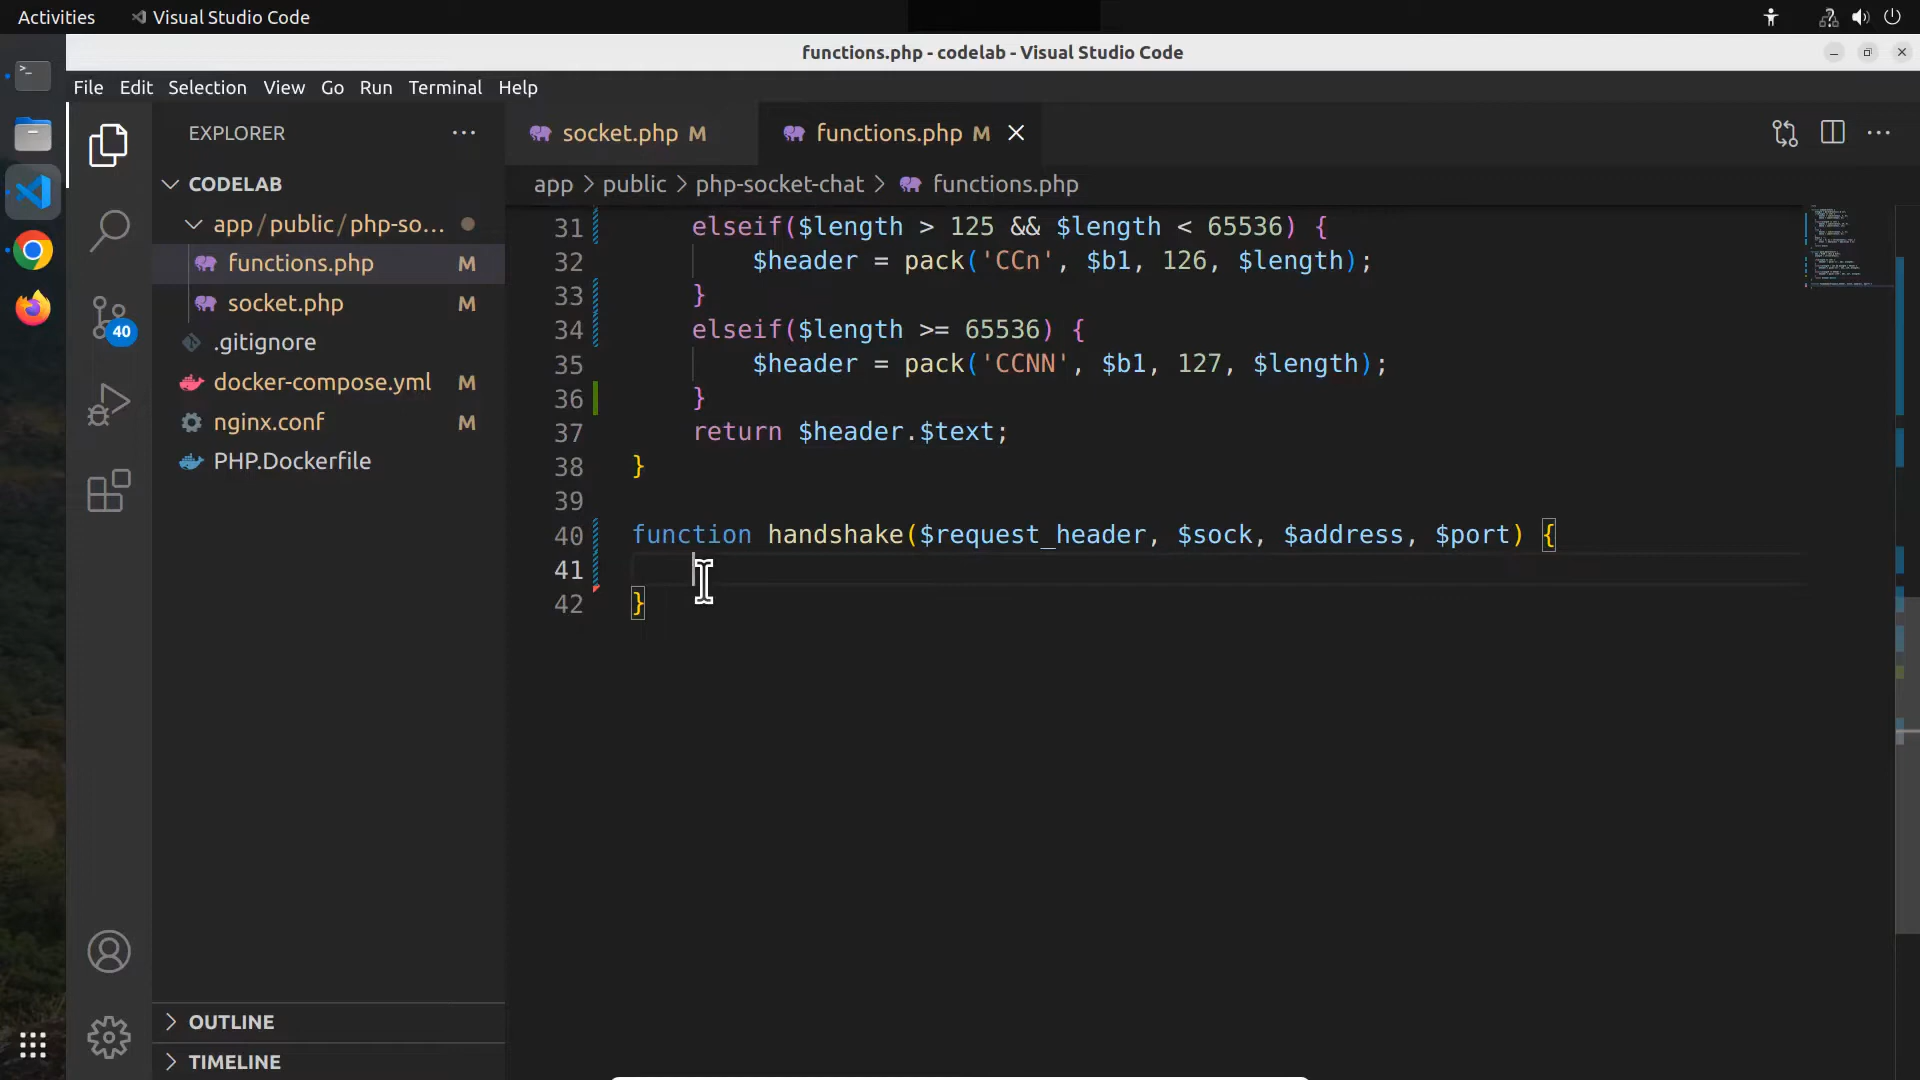 Activities
Visual Studio Code
functions.php - codelab - Visual Studio Code
File Edit Selection View Go Run Terminal Help
EXPLORER
CODELAB
app / public / php-so...
functions.php M
socket.php M
.gitignore
docker-compose.yml M
nginx.conf M
PHP.Dockerfile
40
OUTLINE
TIMELINE
socket.php M
functions.php M
app > public > php-socket-chat > functions.php
31 elseif($length > 125 && $length < 65536) {
32 $header = pack('CCn', $b1, 126, $length);
33 }
34 elseif($length >= 65536) {
35 $header = pack('CCNN', $b1, 127, $length);
36 }
37 return $header.$text;
38 }
39
40 function handshake($request_header, $sock, $address, $port) {
41
42 }